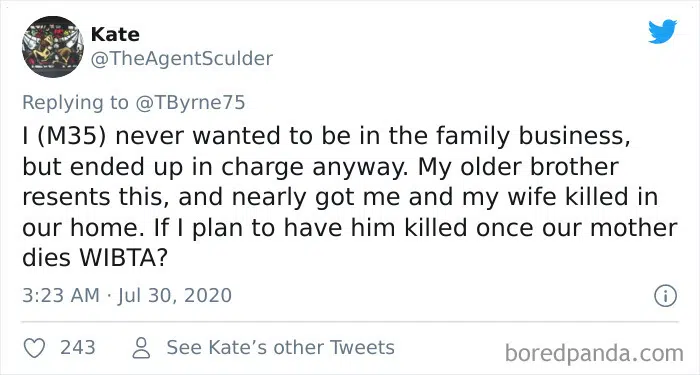 Kate
@TheAgentSculder
Replying to @TByrne75
I (M35) never wanted to be in the family business,
but ended up in charge anyway. My older brother
resents this, and nearly got me and my wife killed in
our home. If I plan to have him killed once our mother
dies WIBTA?
3:23 AM · Jul 30, 2020
243 See Kate's other Tweets
boredpanda.com